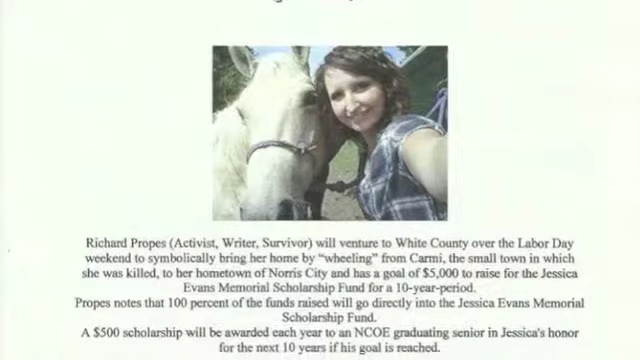 Richard Propes (Activist, Writer, Survivor) will venture to White County over the Labor Day
weekend to symbolically bring her home by “wheeling” from Carmi, the small town in which
she was killed, to her hometown of Norris City and has a goal of $5,000 to raise for the Jessica
Evans Memorial Scholarship Fund for a 10-year-period.
Propes notes that 100 percent of the funds raised will go directly into the Jessica Evans Memorial
Scholarship Fund.
A $500 scholarship will be awarded each year to an NCOE graduating senior in Jessica's honor
for the next 10 years if his goal is reached.